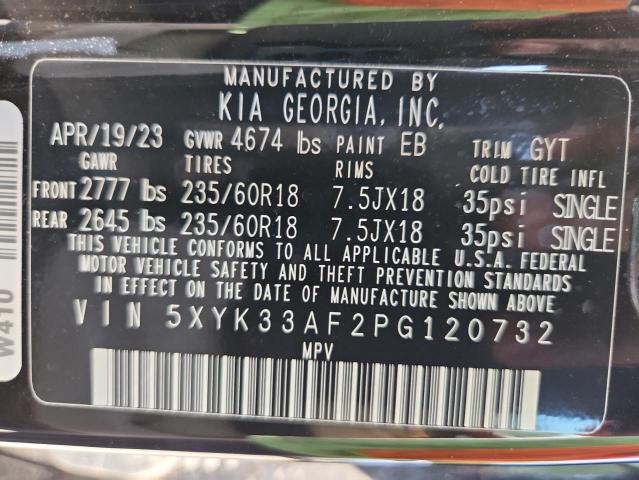 MANUFACTURED BY
KIA GEORGIA, INC.
APR/19/23 GVWR 4674 lbs PAINT EB TRIM GYT
GAWR TIRES RIMS COLD TIRE INFL
FRONT 2777 lbs 235/60R18 7.5JX18 35psi SINGLE
REAR 2645 lbs 235/60R18 7.5JX18 35psi SINGLE
THIS VEHICLE CONFORMS TO ALL APPLICABLE U.S.A. FEDERAL
MOTOR VEHICLE SAFETY AND THEFT PREVENTION STANDARDS
IN EFFECT ON THE DATE OF MANUFACTURE SHOWN ABOVE
VIN 5XYK33AF2PG120732
MPV
W410